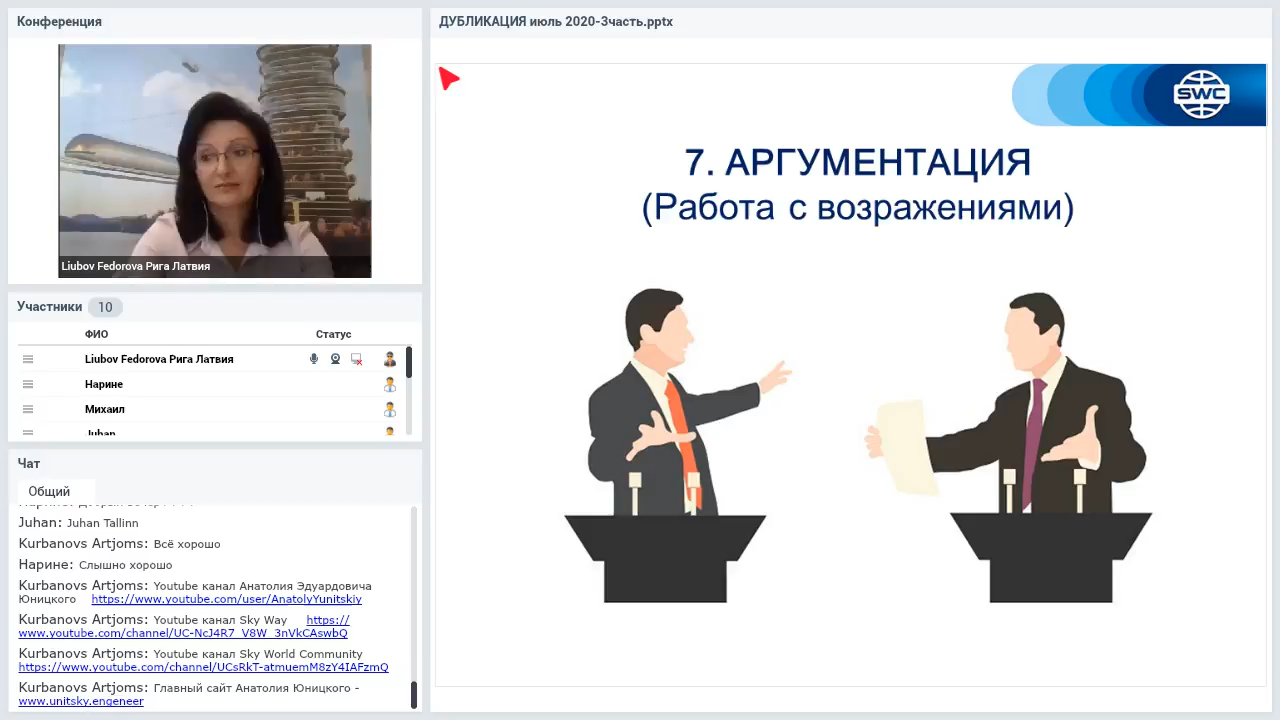 Конференция
Liubov Fedorova Рига Латвия
Участники 10
ФИО Статус
Liubov Fedorova Рига Латвия
Нарине
Михаил
Juhan
Чат
Общий
Juhan: Juhan Tallinn
Kurbanovs Artjoms: Всё хорошо
Нарине: Слышно хорошо
Kurbanovs Artjoms: Youtube канал Анатолия Эдуардовича
Юницкого https://www.youtube.com/user/AnatolyYunitskiy
Kurbanovs Artjoms: Youtube канал Sky Way https://
www.youtube.com/channel/UC-NcJ4R7_V8W_3nVkCAswbQ
Kurbanovs Artjoms: Youtube канал Sky World Community
https://www.youtube.com/channel/UCsRkT-atmuemM8zY4IAFzmQ
Kurbanovs Artjoms: Главный сайт Анатолия Юницкого -
www.unitsky.engeneer
ДУБЛИКАЦИЯ июль 2020-3часть.pptx
SWC
7. АРГУМЕНТАЦИЯ
(Работа с возражениями)